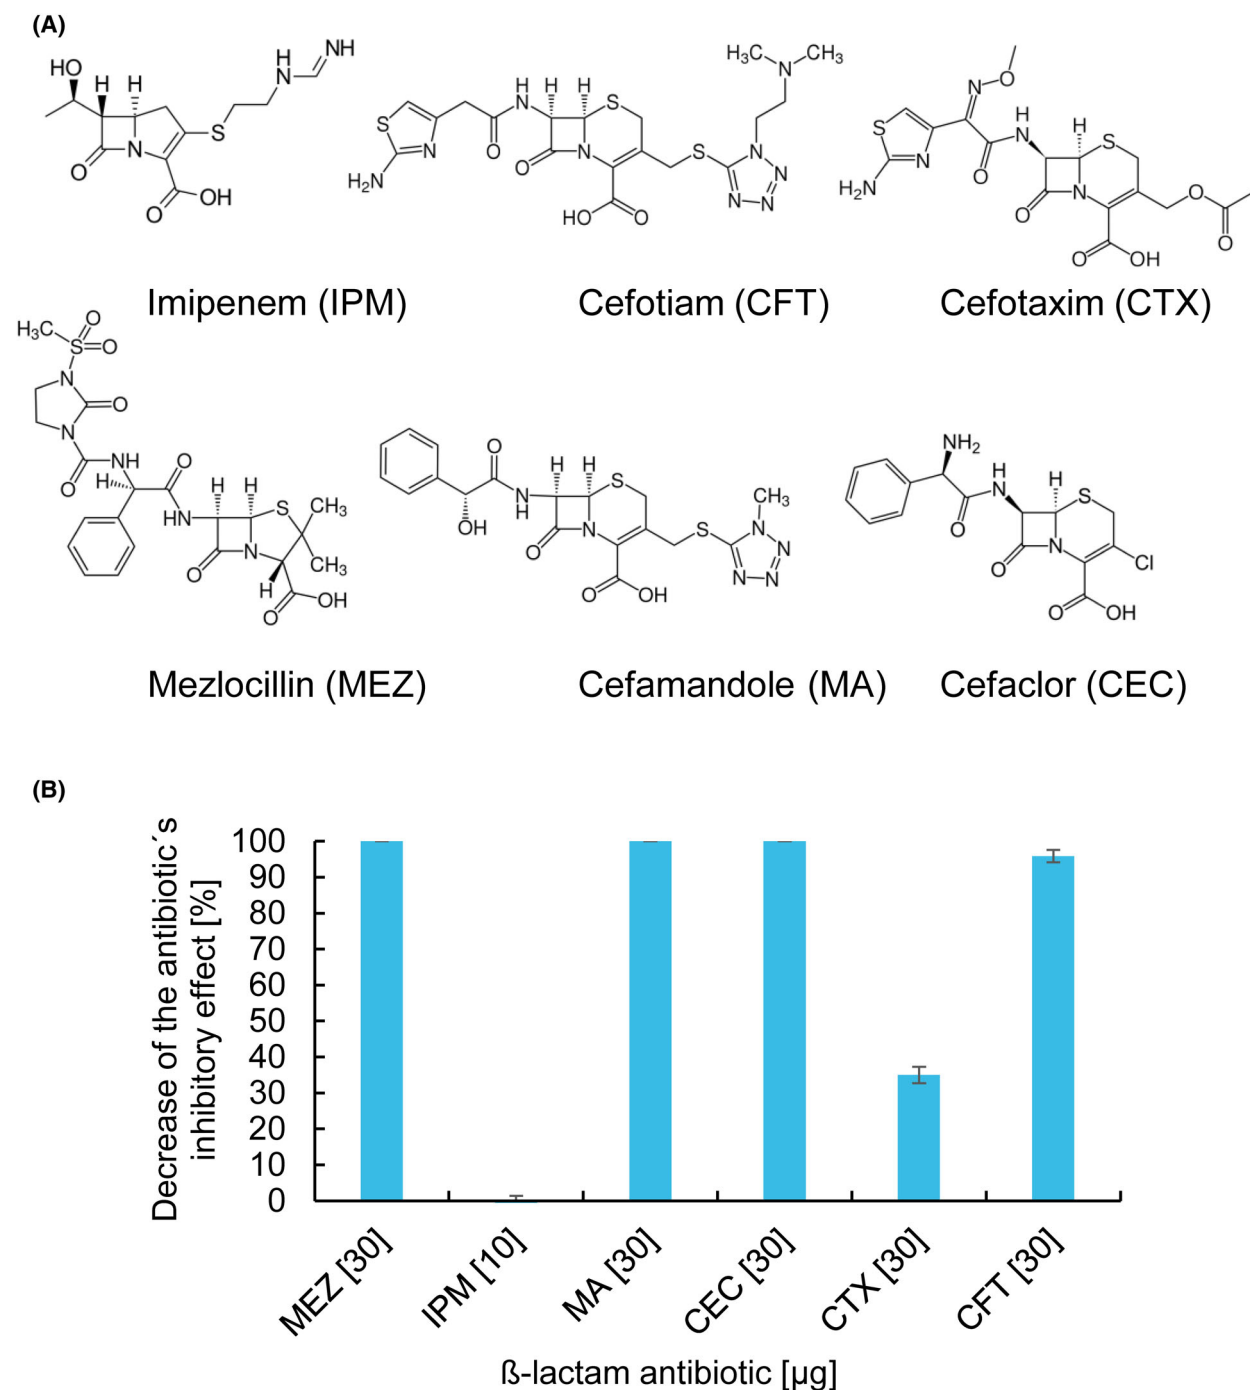 (A)
HO
H
H
H
N
NH
S
N
O
O
OH
Imipenem (IPM)
H₃C
N
CH₃
H
N
H
H
S
S
O
O
N
S
N
N
N
N
N
H₂N
HO
O
Cefotiam (CFT)
N
O
H
N
H
S
S
O
N
H₂N
O
N
O
O
O
OH
Cefotaxim (CTX)
H₃C
O
S
O
N
O
N
O
NH
H
O
HN
H
H
S
CH₃
CH₃
O
N
H
O
OH
Mezlocillin (MEZ)
O
OH
N
H
H
H
S
O
N
S
CH₃
N
N
N
N
O
OH
Cefamandole (MA)
NH₂
H
N
O
H
S
O
N
Cl
O
OH
Cefaclor (CEC)
(B)
Decrease of the antibiotic´s
inhibitory effect [%]
100
90
80
70
60
50
40
30
20
10
0
MEZ [30]
IPM [10]
MA [30]
CEC [30]
CTX [30]
CFT [30]
ß-lactam antibiotic [µg]